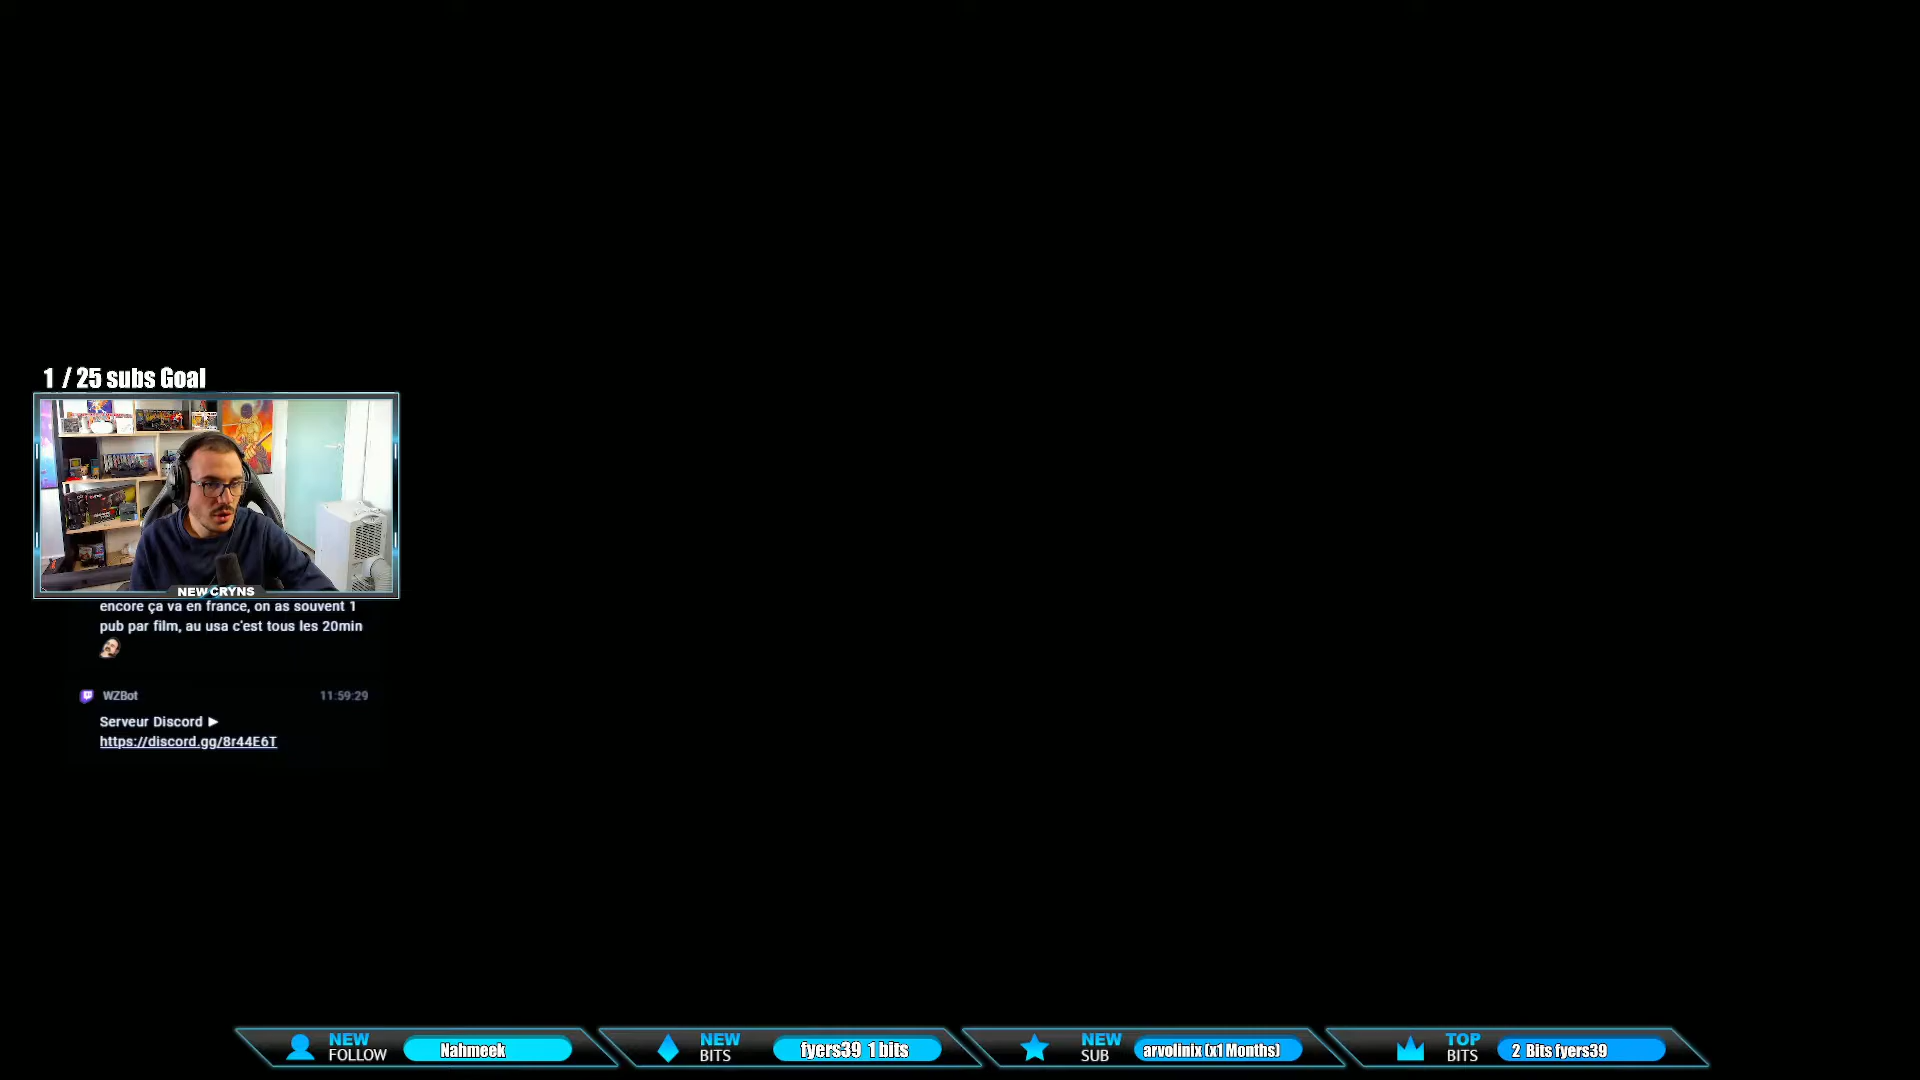 1 / 25 subs Goal
NEWCRYNS
encore ça va en france, on as souvent 1
pub par film, au usa c'est tous les 20min
WZBot 11:59:29
Serveur Discord ▶
https://discord.gg/8r44E6T
NEW
FOLLOW
Nahmeek
NEW
BITS
fyers39 1 bits
NEW
SUB
arvolinix (x1 Months)
TOP
BITS
2 Bits fyers39